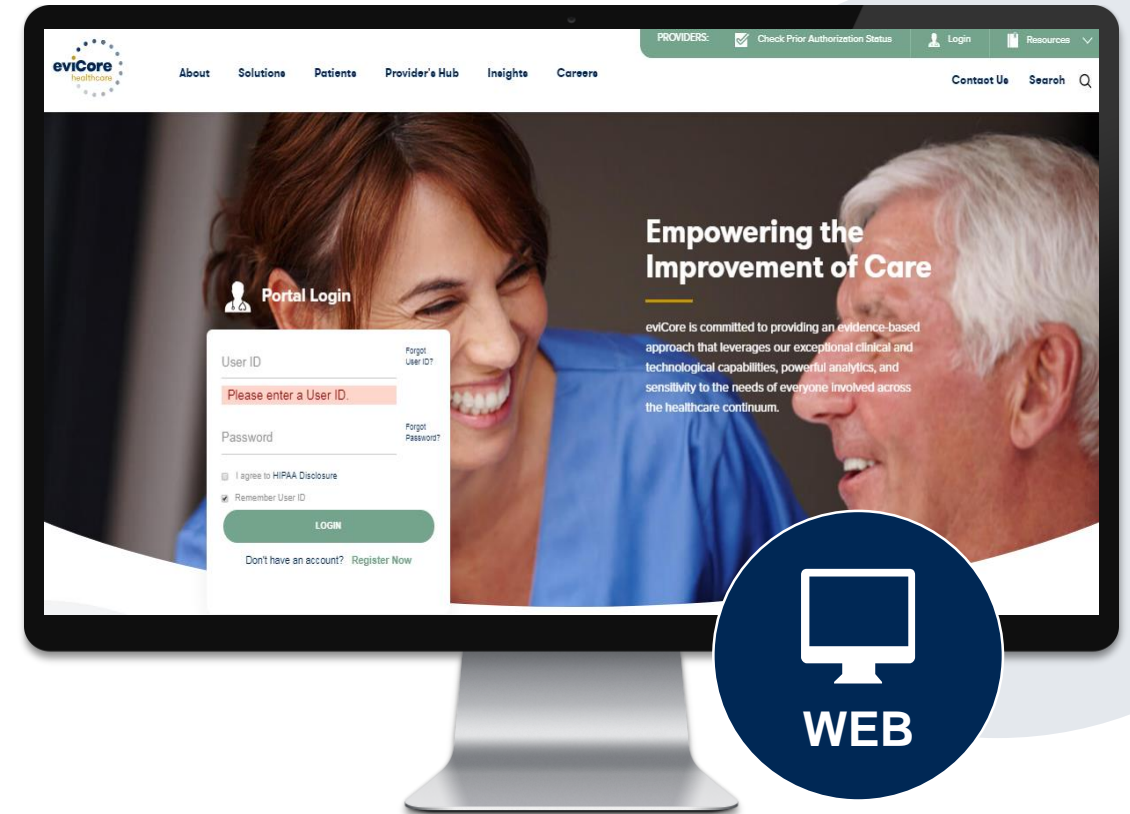 PROVIDERS: Check Prior Authorization Status Login Resources
eviCore
healthcare
About Solutions Patients Provider's Hub Insights Careers
Contact Us Search
Empowering the
Improvement of Care
eviCore is committed to providing an evidence-based
approach that leverages our exceptional clinical and
technological capabilities, powerful analytics, and
sensitivity to the needs of everyone involved across
the healthcare continuum.
Portal Login
User ID
Forgot
User ID?
Please enter a User ID.
Password
Forgot
Password?
I agree to HIPAA Disclosure
Remember User ID
LOGIN
Don't have an account? Register Now
WEB